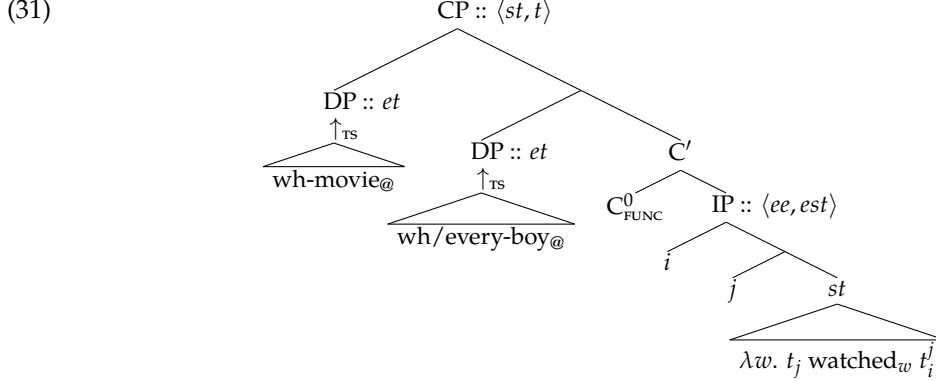 (31)
CP :: ⟨st, t⟩
DP :: et
↑TS
wh-movie@
DP :: et
↑TS
wh/every-boy@
C′
C⁰FUNC
IP :: ⟨ee, est⟩
i
j
st
λw. tⱼ watched_w tᵢʲ